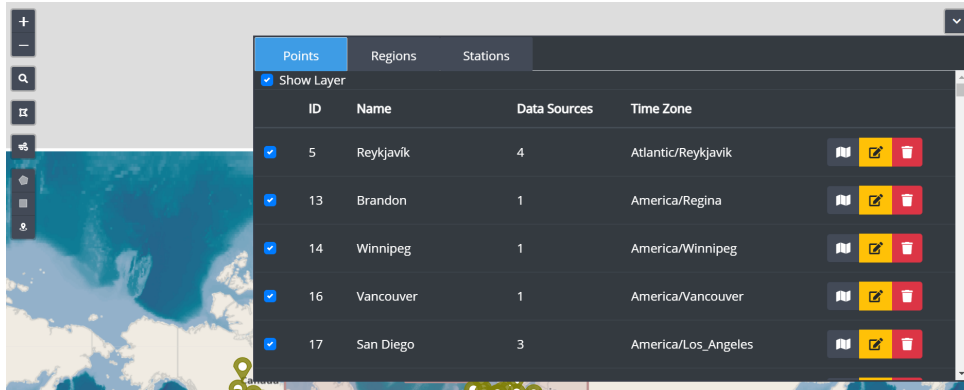 +
−
Points Regions Stations
Show Layer
ID Name Data Sources Time Zone
5 Reykjavík 4 Atlantic/Reykjavik
13 Brandon 1 America/Regina
14 Winnipeg 1 America/Winnipeg
16 Vancouver 1 America/Vancouver
17 San Diego 3 America/Los_Angeles
Canada